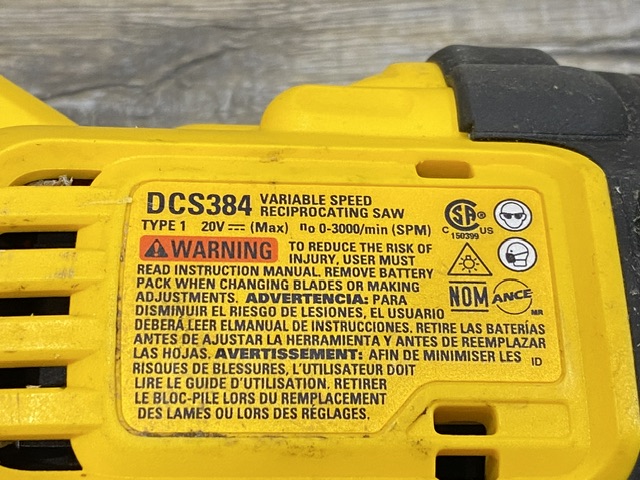 DCS384 VARIABLE SPEED
RECIPROCATING SAW
TYPE 1 20V ⎓ (Max) no 0-3000/min (SPM)
SA ®
C US
150399
WARNING TO REDUCE THE RISK OF
INJURY, USER MUST
READ INSTRUCTION MANUAL. REMOVE BATTERY
PACK WHEN CHANGING BLADES OR MAKING
ADJUSTMENTS. ADVERTENCIA: PARA
DISMINUIR EL RIESGO DE LESIONES, EL USUARIO
DEBERÁ LEER ELMANUAL DE INSTRUCCIONES. RETIRE LAS BATERÍAS
ANTES DE AJUSTAR LA HERRAMIENTA Y ANTES DE REEMPLAZAR
LAS HOJAS. AVERTISSEMENT: AFIN DE MINIMISER LES
RISQUES DE BLESSURES, L'UTILISATEUR DOIT
LIRE LE GUIDE D'UTILISATION. RETIRER
LE BLOC-PILE LORS DU REMPLACEMENT
DES LAMES OU LORS DES RÉGLAGES.
NOM ANCE
MR
ID